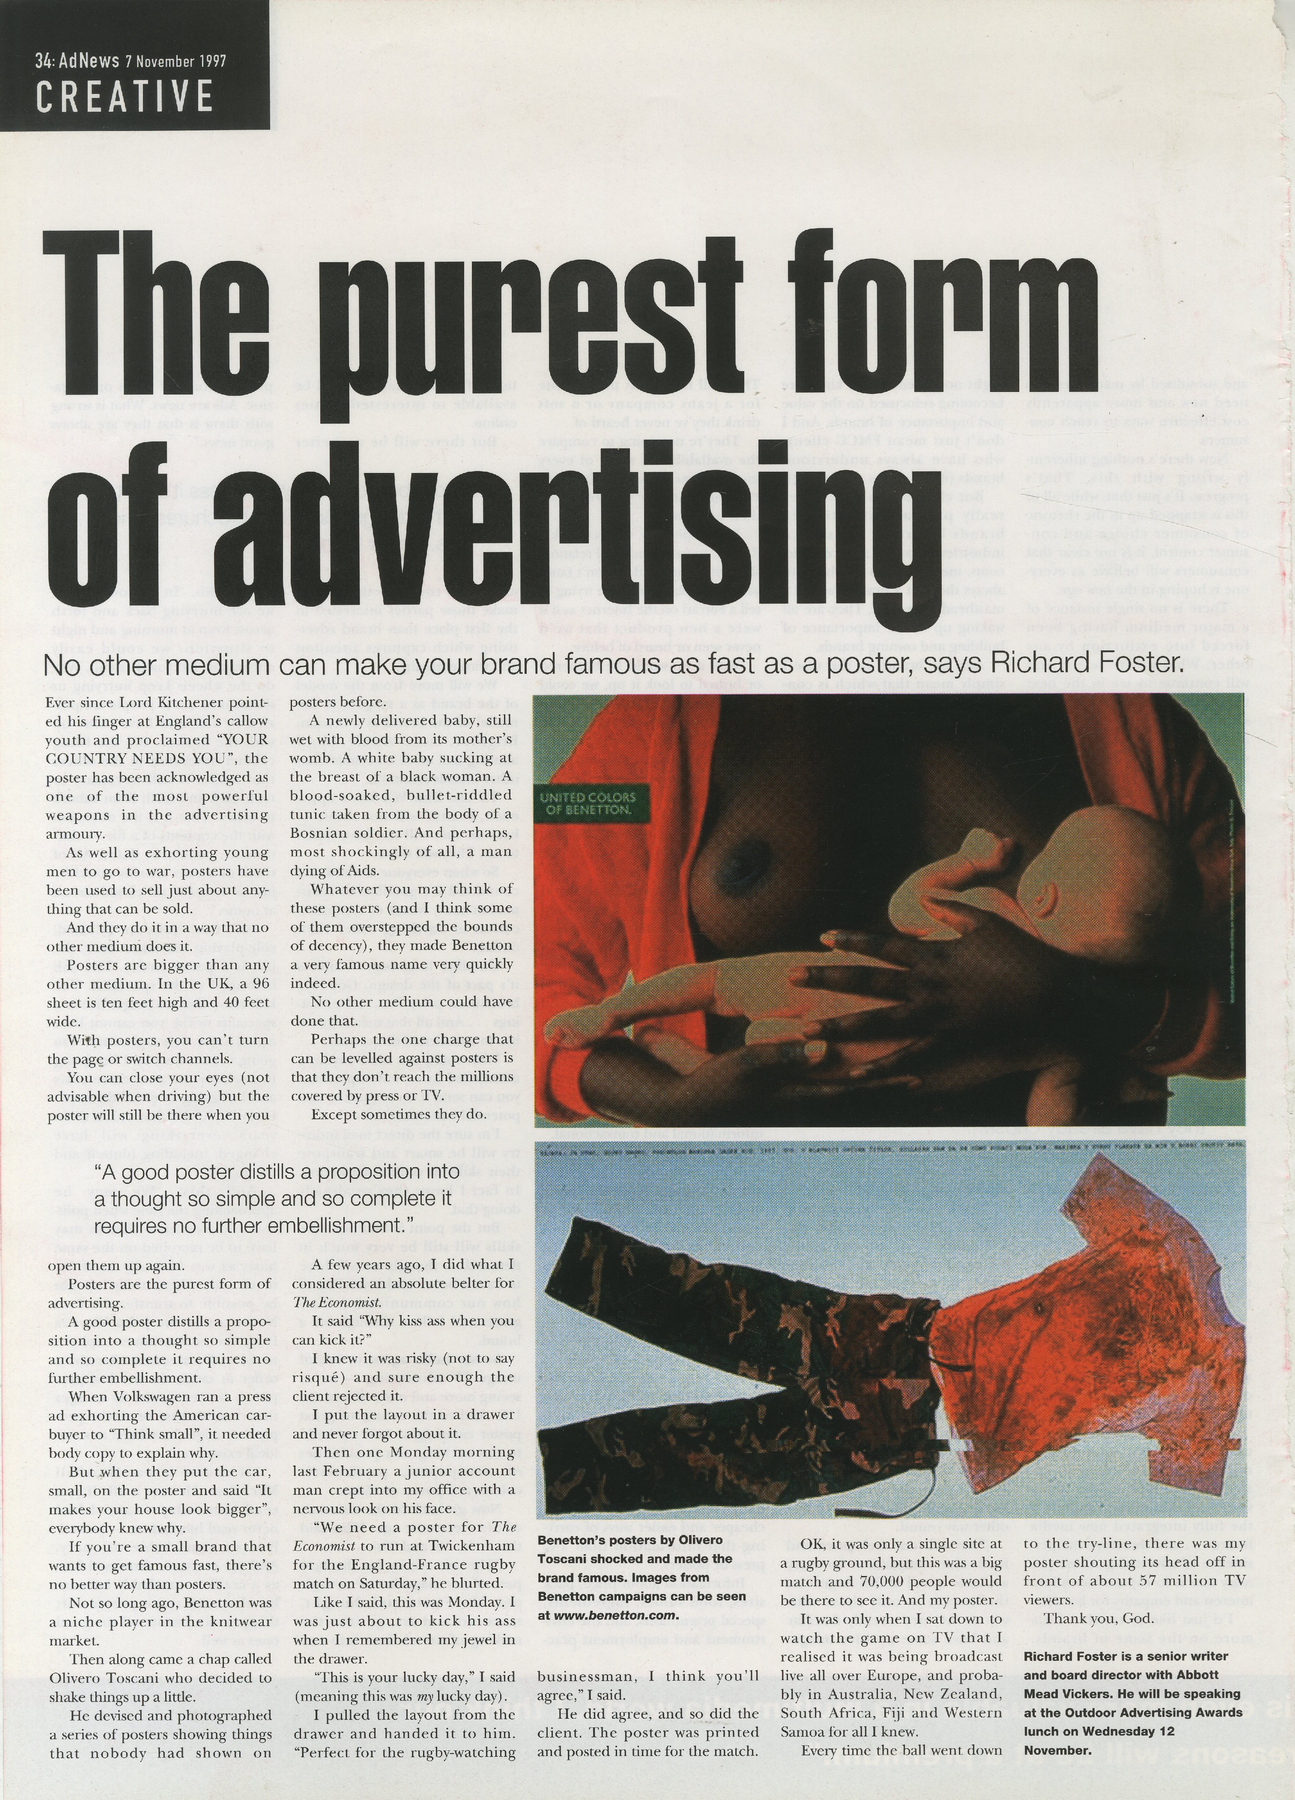 34: AdNews 7 November 1997
CREATIVE
The purest form
of advertising
No other medium can make your brand famous as fast as a poster, says Richard Foster.
Ever since Lord Kitchener point-
ed his finger at England's callow
youth and proclaimed "YOUR
COUNTRY NEEDS YOU", the
poster has been acknowledged as
one of the most powerful
weapons in the advertising
armoury.
As well as exhorting young
men to go to war, posters have
been used to sell just about any-
thing that can be sold.
And they do it in a way that no
other medium does it.
Posters are bigger than any
other medium. In the UK, a 96
sheet is ten feet high and 40 feet
wide.
With posters, you can't turn
the page or switch channels.
You can close your eyes (not
advisable when driving) but the
poster will still be there when you
open them up again.
Posters are the purest form of
advertising.
A good poster distills a propo-
sition into a thought so simple
and so complete it requires no
further embellishment.
When Volkswagen ran a press
ad exhorting the American car-
buyer to "Think small", it needed
body copy to explain why.
But when they put the car,
small, on the poster and said "It
makes your house look bigger",
everybody knew why.
If you're a small brand that
wants to get famous fast, there's
no better way than posters.
Not so long ago, Benetton was
a niche player in the knitwear
market.
Then along came a chap called
Olivero Toscani who decided to
shake things up a little.
He devised and photographed
a series of posters showing things
that nobody had shown on
posters before.
A newly delivered baby, still
wet with blood from its mother's
womb. A white baby sucking at
the breast of a black woman. A
blood-soaked, bullet-riddled
tunic taken from the body of a
Bosnian soldier. And perhaps,
most shockingly of all, a man
dying of Aids.
Whatever you may think of
these posters (and I think some
of them overstepped the bounds
of decency), they made Benetton
a very famous name very quickly
indeed.
No other medium could have
done that.
Perhaps the one charge that
can be levelled against posters is
that they don't reach the millions
covered by press or TV.
Except sometimes they do.
"A good poster distills a proposition into
a thought so simple and so complete it
requires no further embellishment."
A few years ago, I did what I
considered an absolute belter for
The Economist.
It said "Why kiss ass when you
can kick it?"
I knew it was risky (not to say
risqué) and sure enough the
client rejected it.
I put the layout in a drawer
and never forgot about it.
Then one Monday morning
last February a junior account
man crept into my office with a
nervous look on his face.
"We need a poster for The
Economist to run at Twickenham
for the England-France rugby
match on Saturday," he blurted.
Like I said, this was Monday. I
was just about to kick his ass
when I remembered my jewel in
the drawer.
"This is your lucky day," I said
(meaning this was my lucky day).
I pulled the layout from the
drawer and handed it to him.
"Perfect for the rugby-watching
UNITED COLORS
OF BENETTON.
Benetton's posters by Olivero
Toscani shocked and made the
brand famous. Images from
Benetton campaigns can be seen
at www.benetton.com.
businessman, I think you'll
agree," I said.
He did agree, and so did the
client. The poster was printed
and posted in time for the match.
OK, it was only a single site at
a rugby ground, but this was a big
match and 70,000 people would
be there to see it. And my poster.
It was only when I sat down to
watch the game on TV that I
realised it was being broadcast
live all over Europe, and proba-
bly in Australia, New Zealand,
South Africa, Fiji and Western
Samoa for all I knew.
Every time the ball went down
to the try-line, there was my
poster shouting its head off in
front of about 57 million TV
viewers.
Thank you, God.
Richard Foster is a senior writer
and board director with Abbott
Mead Vickers. He will be speaking
at the Outdoor Advertising Awards
lunch on Wednesday 12
November.